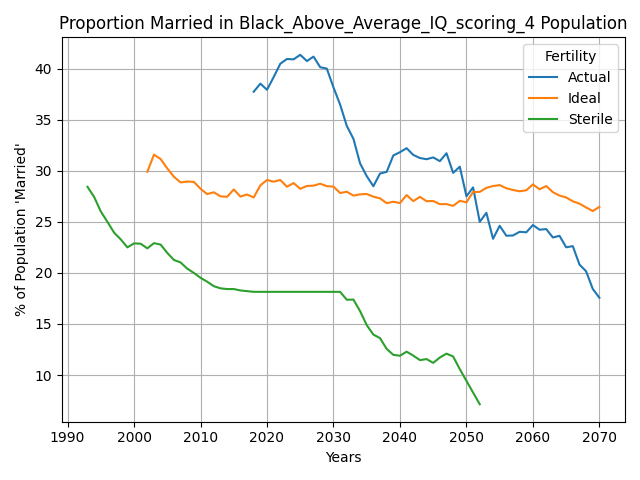 Proportion Married in Black_Above_Average_IQ_scoring_4 Population
Fertility
Actual
Ideal
Sterile
% of Population 'Married'
40
35
30
25
20
15
10
1990 2000 2010 2020 2030 2040 2050 2060 2070
Years